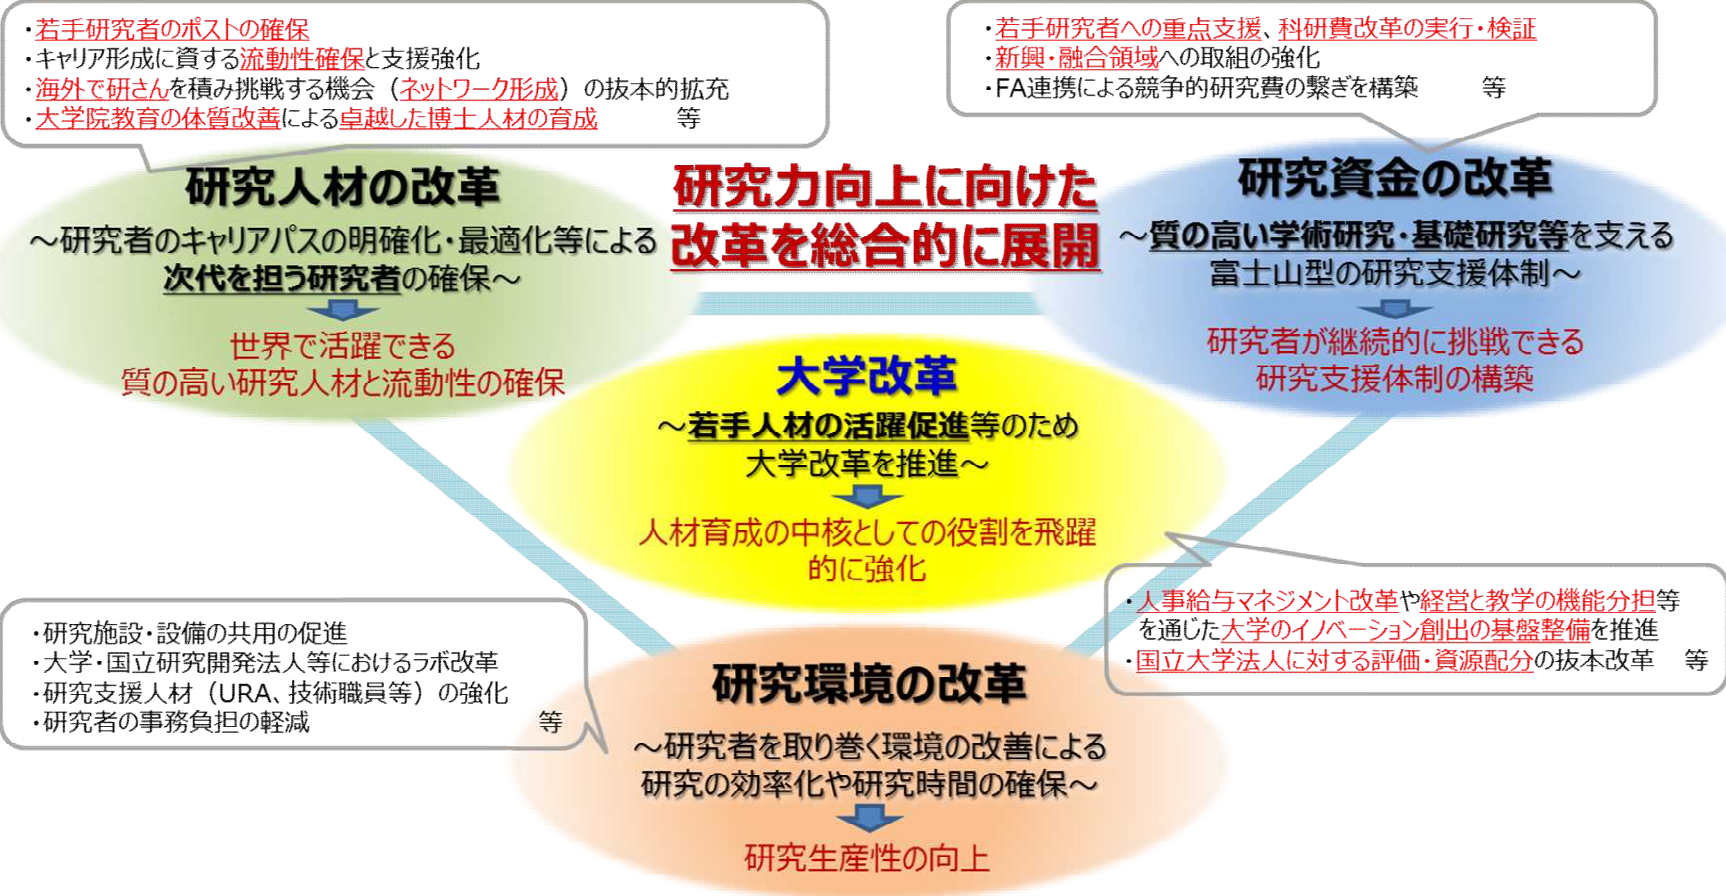 ・若手研究者のポストの確保
・キャリア形成に資する流動性確保と支援強化
・海外で研さんを積み挑戦する機会（ネットワーク形成）の抜本的拡充
・大学院教育の体質改善による卓越した博士人材の育成　等
研究人材の改革
～研究者のキャリアパスの明確化・最適化等による
次代を担う研究者の確保～
世界で活躍できる
質の高い研究人材と流動性の確保
研究力向上に向けた
改革を総合的に展開
・若手研究者への重点支援、科研費改革の実行・検証
・新興・融合領域への取組の強化
・FA連携による競争的研究費の繋ぎを構築　等
研究資金の改革
～質の高い学術研究・基礎研究等を支える
富士山型の研究支援体制～
研究者が継続的に挑戦できる
研究支援体制の構築
大学改革
～若手人材の活躍促進等のため
大学改革を推進～
人材育成の中核としての役割を飛躍
的に強化
・人事給与マネジメント改革や経営と教学の機能分担等
を通じた大学のイノベーション創出の基盤整備を推進
・国立大学法人に対する評価・資源配分の抜本改革　等
・研究施設・設備の共用の促進
・大学・国立研究開発法人等におけるラボ改革
・研究支援人材（URA、技術職員等）の強化
・研究者の事務負担の軽減　等
研究環境の改革
～研究者を取り巻く環境の改善による
研究の効率化や研究時間の確保～
研究生産性の向上